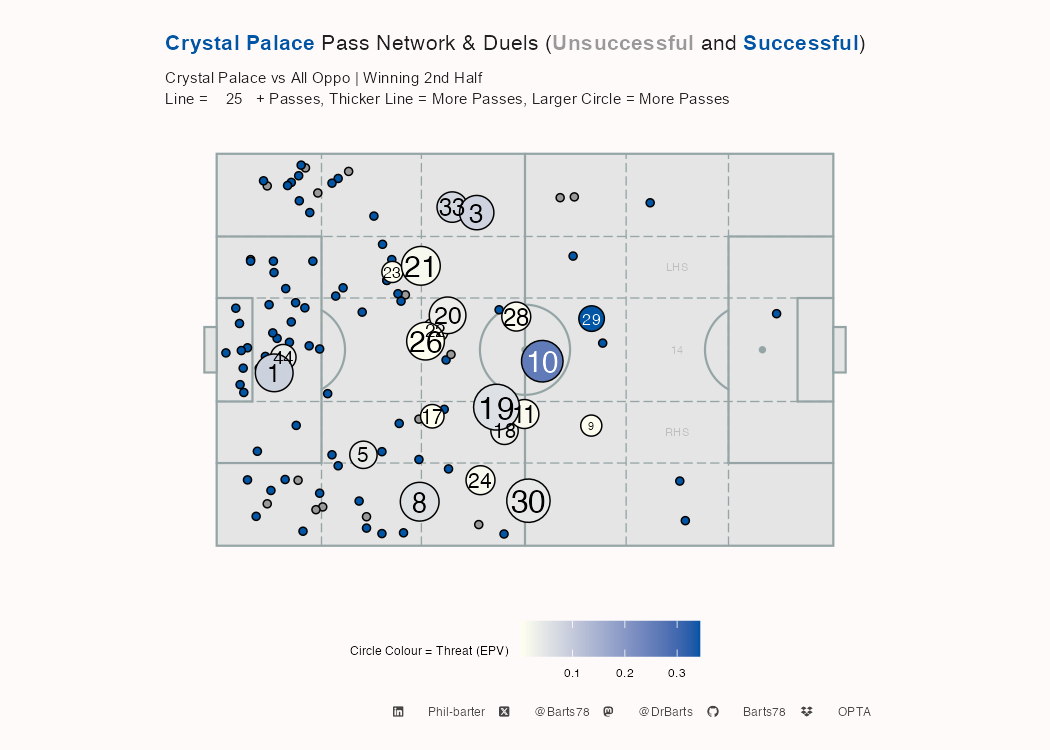 Crystal Palace Pass Network & Duels (Unsuccessful and Successful)
Crystal Palace vs All Oppo | Winning 2nd Half
Line = 25 + Passes, Thicker Line = More Passes, Larger Circle = More Passes
33
3
21
23
LHS
20
28
29
22
26
14
10
44
1
19
11
17
18
9
RHS
5
24
8
30
Circle Colour = Threat (EPV)
0.1 0.2 0.3
Phil-barter @Barts78 @DrBarts Barts78 OPTA